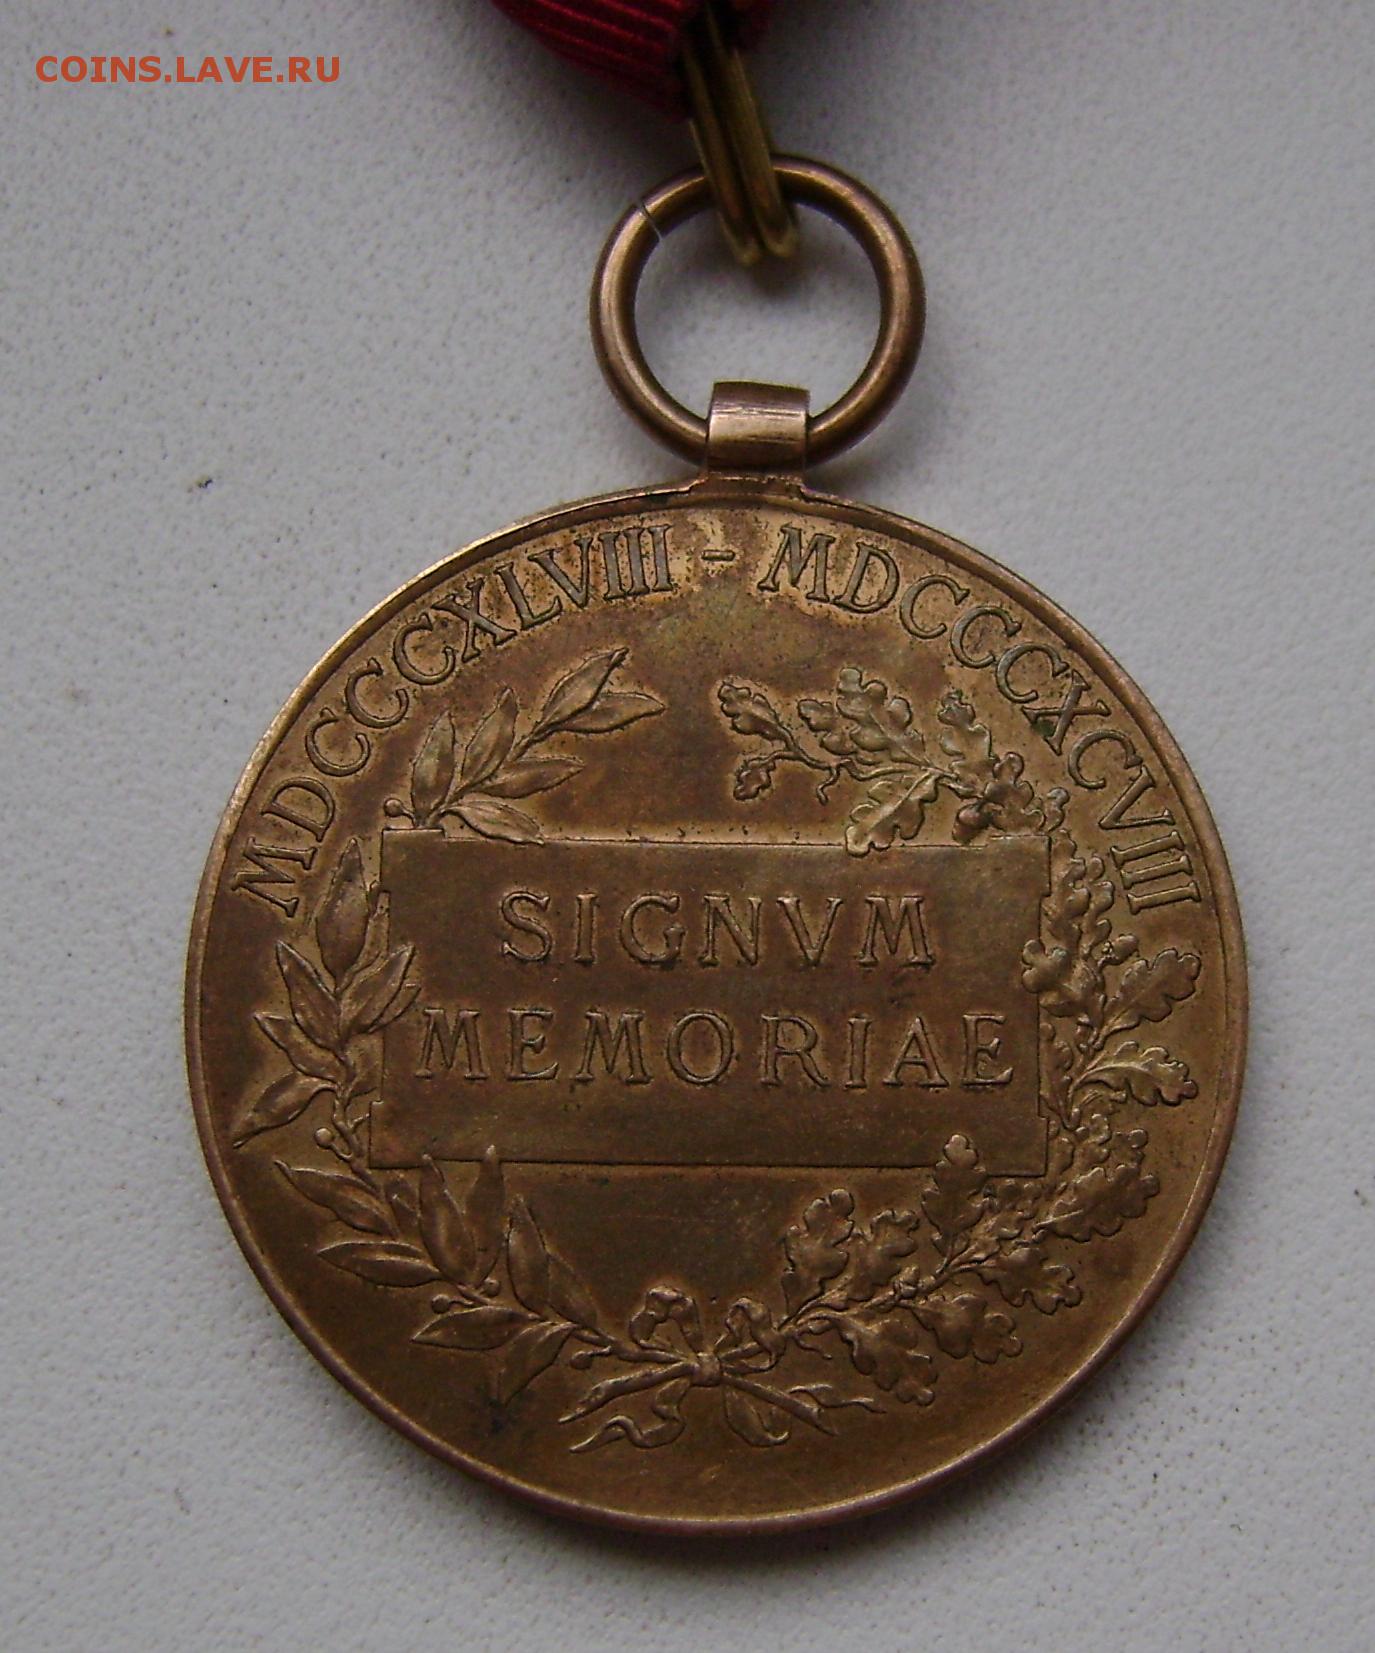 COINS.LAVE.RU
MDCCCXLVIII - MDCCCXCVIII
SIGNVM
MEMORIAE